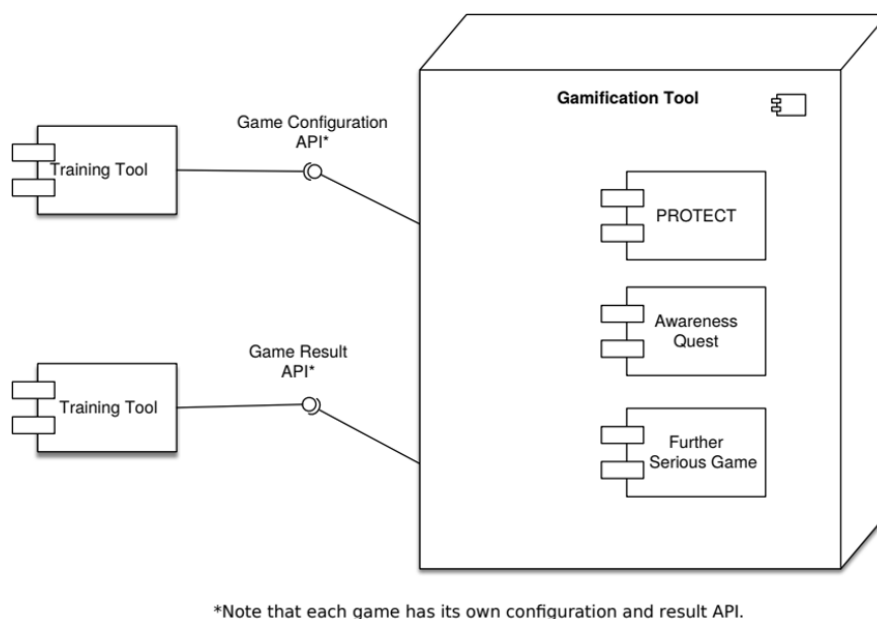 Gamification Tool
Game Configuration
API*
Training Tool
PROTECT
Awareness
Quest
Game Result
API*
Training Tool
Further
Serious Game
*Note that each game has its own configuration and result API.